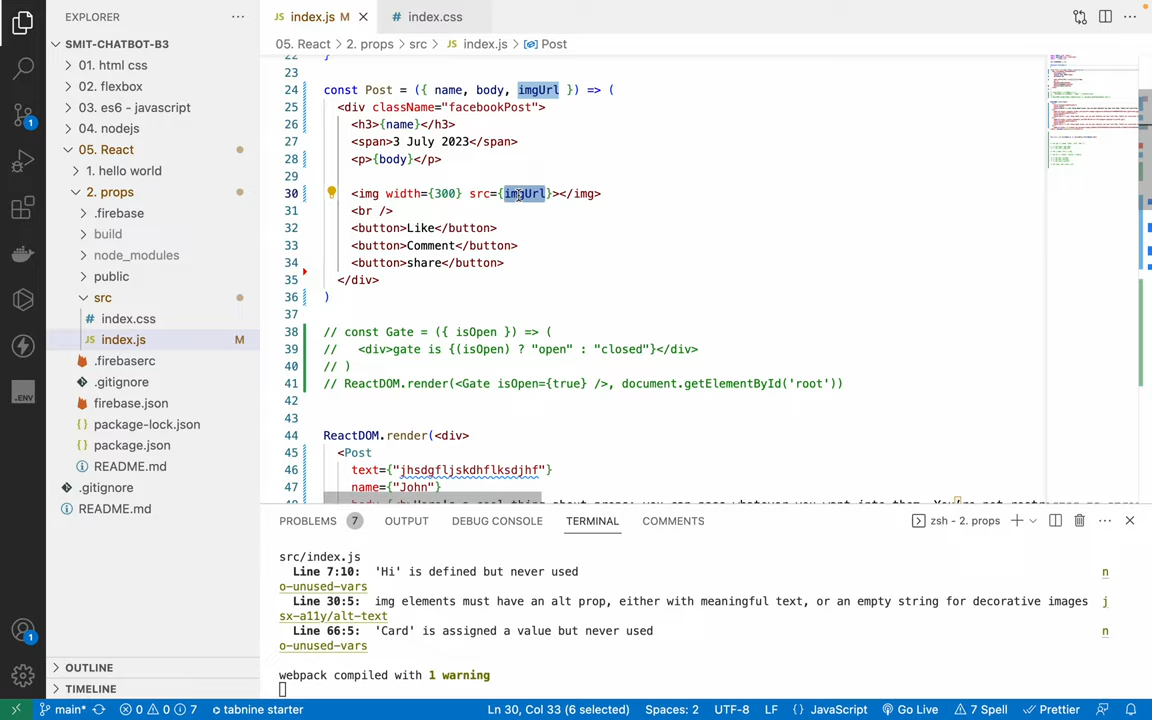 EXPLORER
index.js M
index.css
SMIT-CHATBOT-B3
05. React > 2. props > src > JS index.js > Post
01. html css
02. flexbox
03. es6 - javascript
04. nodejs
05. React
1. hello world
2. props
.firebase
build
node_modules
public
src
index.css
JS index.js M
.firebaserc
.gitignore
firebase.json
package-lock.json
package.json
README.md
.gitignore
README.md
OUTLINE
TIMELINE
22 }
23
24 const Post = ({ name, body, imgUrl }) => (
25 <div className="facebookPost">
26 <h3>{name}</h3>
27 <span>3 July 2023</span>
28 <p>{body}</p>
29
30 <img width={300} src={imgUrl}></img>
31 <br />
32 <button>Like</button>
33 <button>Comment</button>
34 <button>share</button>
35 </div>
36 )
37
38 // const Gate = ({ isOpen }) => (
39 // <div>gate is {(isOpen) ? "open" : "closed"}</div>
40 // )
41 // ReactDOM.render(<Gate isOpen={true} />, document.getElementById('root'))
42
43
44 ReactDOM.render(<div>
45 <Post
46 text={"jhsdgfljskdhflksdjhf"}
47 name={"John"}
PROBLEMS 7 OUTPUT DEBUG CONSOLE TERMINAL COMMENTS zsh - 2. props
src/index.js
Line 7:10: 'Hi' is defined but never used n
o-unused-vars
Line 30:5: img elements must have an alt prop, either with meaningful text, or an empty string for decorative images j
sx-a11y/alt-text
Line 66:5: 'Card' is assigned a value but never used n
o-unused-vars
webpack compiled with 1 warning
main* 0 0 7 tabnine starter Ln 30, Col 33 (6 selected) Spaces: 2 UTF-8 LF {} JavaScript Go Live 7 Spell Prettier